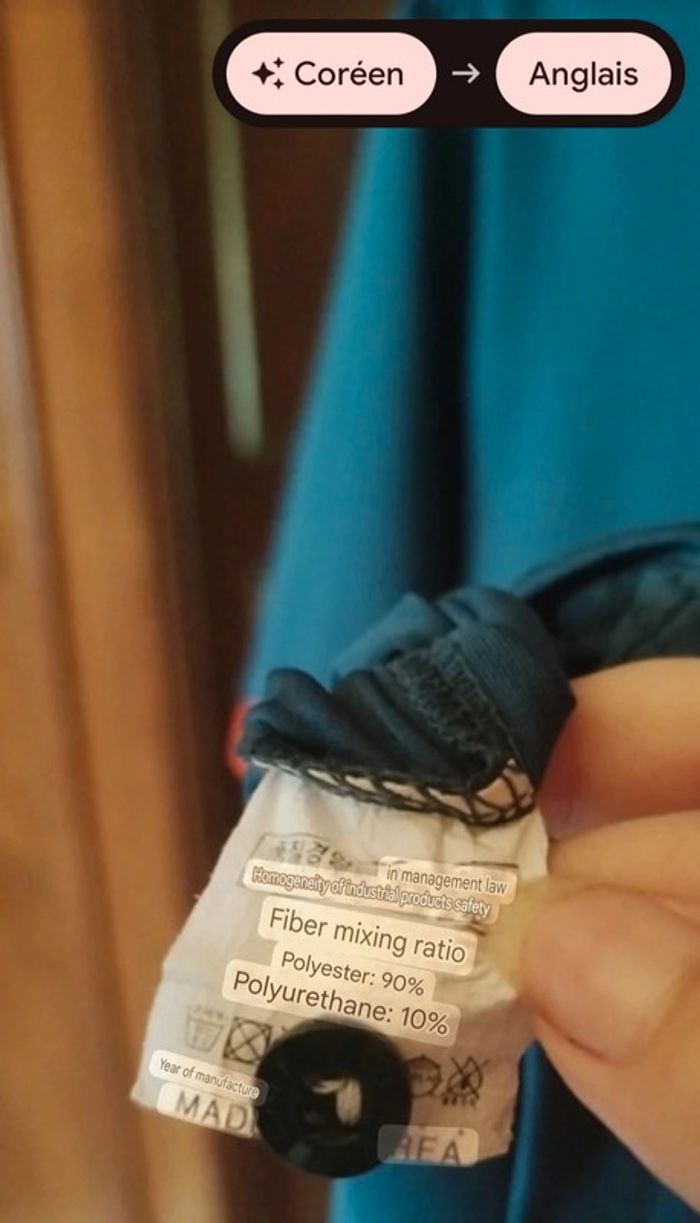 Coréen → Anglais
in management law
Homogeneity of industrial products safety
Fiber mixing ratio
Polyester: 90%
Polyurethane: 10%
Year of manufacture
MAD
REA